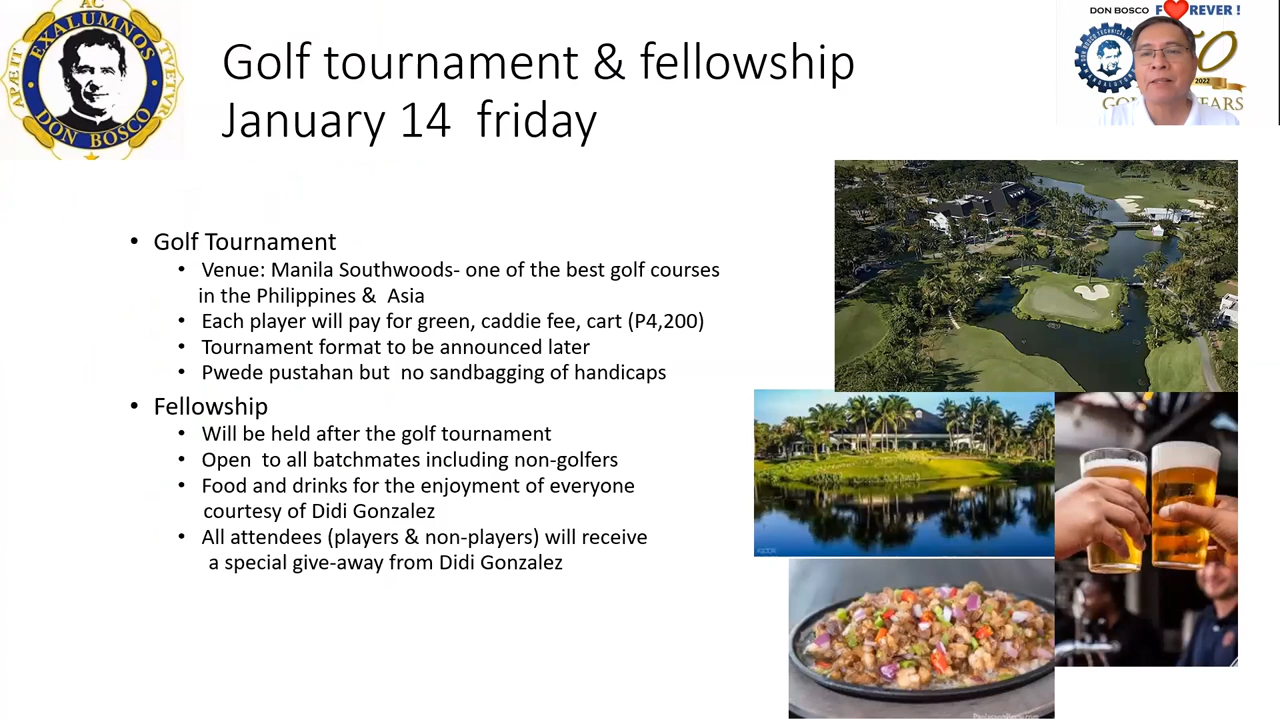 AC
EXALUMNOS
DON BOSCO
Golf tournament & fellowship
January 14 friday
DON BOSCO F REVER !
2022
• Golf Tournament
• Venue: Manila Southwoods- one of the best golf courses
in the Philippines & Asia
• Each player will pay for green, caddie fee, cart (P4,200)
• Tournament format to be announced later
• Pwede pustahan but no sandbagging of handicaps
• Fellowship
• Will be held after the golf tournament
• Open to all batchmates including non-golfers
• Food and drinks for the enjoyment of everyone
courtesy of Didi Gonzalez
• All attendees (players & non-players) will receive
a special give-away from Didi Gonzalez